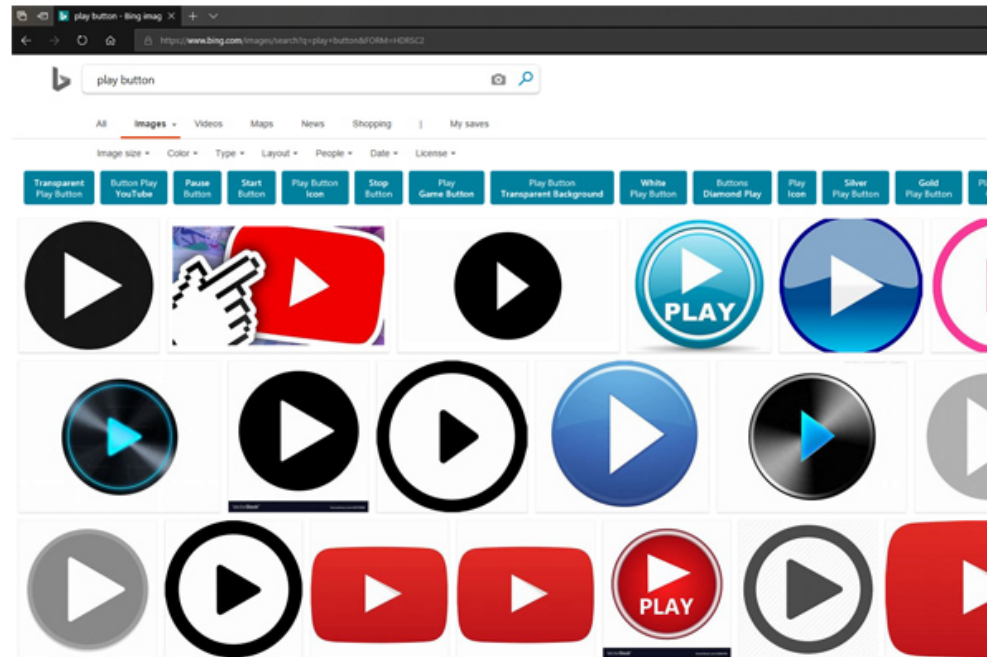 play button - Bing imag
https://www.bing.com/images/search?q=play+button&FORM=HDRSC2
play button
All Images Videos Maps News Shopping | My saves
Image size Color Type Layout People Date License
Transparent Play Button
Button Play YouTube
Pause Button
Start Button
Play Button Icon
Stop Button
Play Game Button
Play Button Transparent Background
White Play Button
Buttons Diamond Play
Play Icon
Silver Play Button
Gold Play Button
PLAY
PLAY